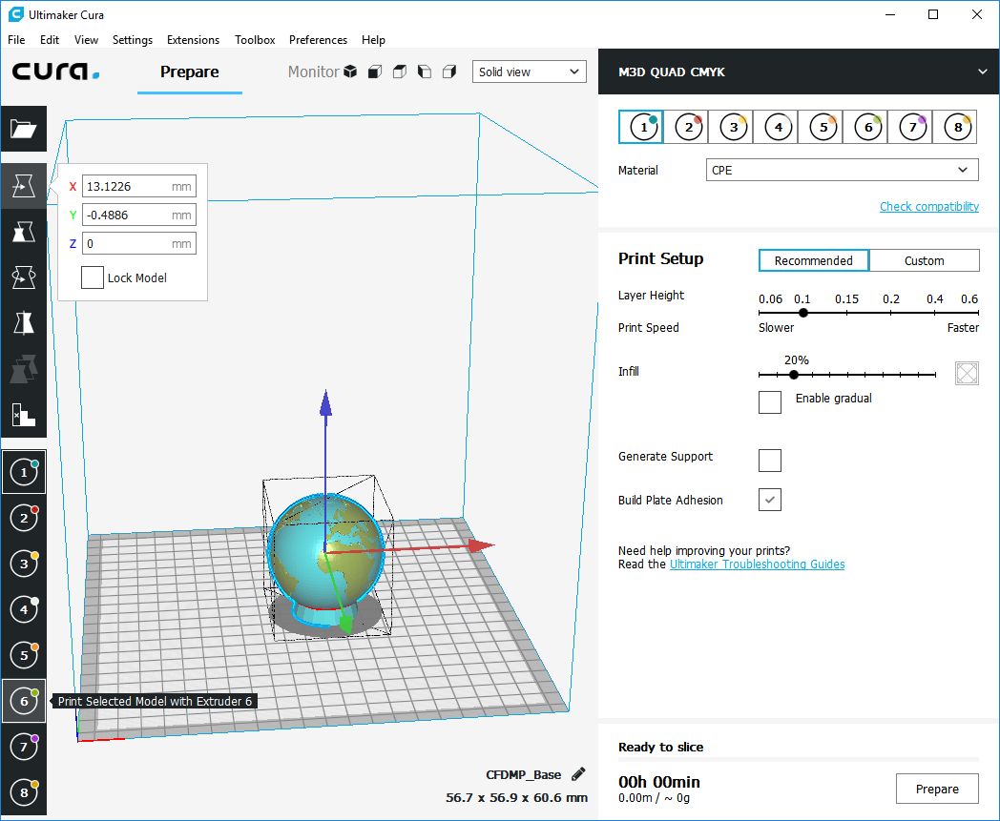 Ultimaker Cura
File Edit View Settings Extensions Toolbox Preferences Help
cura.
Prepare
Monitor
Solid view
M3D QUAD CMYK
1 2 3 4 5 6 7 8
Material
CPE
Check compatibility
X 13.1226 mm
Y -0.4886 mm
Z 0 mm
Lock Model
Print Setup
Recommended Custom
Layer Height
0.06 0.1 0.15 0.2 0.4 0.6
Print Speed
Slower Faster
Infill
20%
Enable gradual
Generate Support
Build Plate Adhesion
Need help improving your prints?
Read the Ultimaker Troubleshooting Guides
1
2
3
4
5
6
Print Selected Model with Extruder 6
7
8
CFDMP_Base
56.7 x 56.9 x 60.6 mm
Ready to slice
00h 00min
0.00m / ~ 0g
Prepare